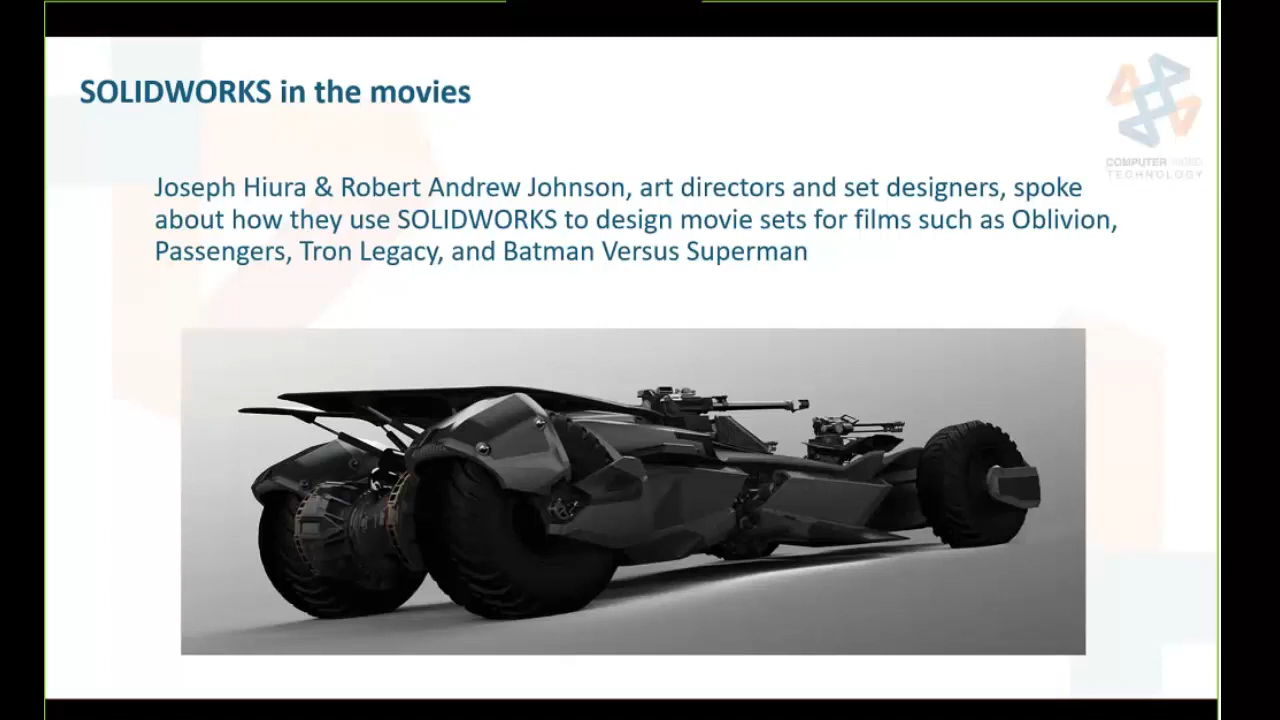 SOLIDWORKS in the movies
COMPUTER AIDED
TECHNOLOGY
Joseph Hiura & Robert Andrew Johnson, art directors and set designers, spoke
about how they use SOLIDWORKS to design movie sets for films such as Oblivion,
Passengers, Tron Legacy, and Batman Versus Superman